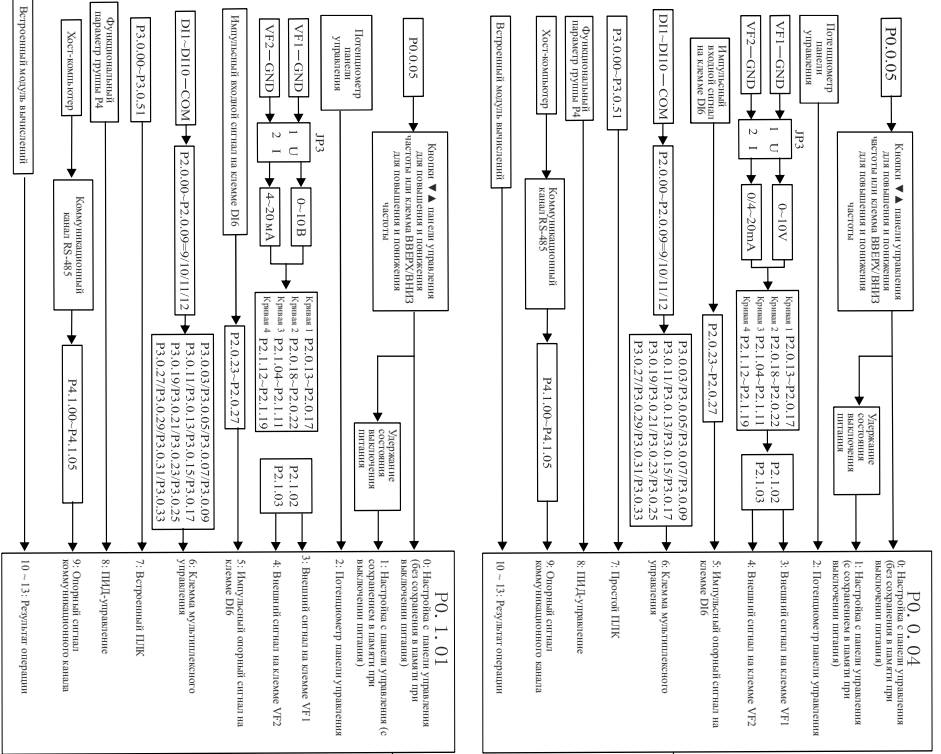 P0.0.04
P0.0.05
Кнопки ▼▲ панели управления
для повышения и понижения
частоты или клемма ВВЕРХ/ВНИЗ
для повышения и понижения
частоты
Удержание
состояния
выключения
питания
0: Настройка с панели управления
(без сохранения в памяти при
выключении питания)
1: Настройка с панели управления
(с сохранением в памяти при
выключении питания)
Потенциометр
панели
управления
2: Потенциометр панели управления
VF1—GND
VF2—GND
JP3
1 U
2 I
0~10V
0/4~20mA
Кривая 1 P2.0.13~P2.0.17
Кривая 2 P2.0.18~P2.0.22
Кривая 3 P2.1.04~P2.1.11
Кривая 4 P2.1.12~P2.1.19
P2.1.02
P2.1.03
3: Внешний сигнал на клемме VF1
4: Внешний сигнал на клемме VF2
Импульсный
входной сигнал
на клемме DI6
P2.0.23~P2.0.27
5: Импульсный опорный сигнал на
клемме DI6
DI1~DI10—COM
P2.0.00~P2.0.09=9/10/11/12
P3.0.03/P3.0.05/P3.0.07/P3.0.09
P3.0.11/P3.0.13/P3.0.15/P3.0.17
P3.0.19/P3.0.21/P3.0.23/P3.0.25
P3.0.27/P3.0.29/P3.0.31/P3.0.33
6: Клемма мультиплексного
управления
P3.0.00~P3.0.51
7: Простой ПЛК
Функциональный
параметр группы P4
8: ПИД-управление
Хост-компьютер
Коммуникационный
канал RS-485
P4.1.00~P4.1.05
9: Опорный сигнал
коммуникационного канала
Встроенный модуль вычислений
10 ~ 13: Результат операции
P0.1.01
P0.0.05
Кнопки ▼▲ панели управления
для повышения и понижения
частоты или клемма ВВЕРХ/ВНИЗ
для повышения и понижения
частоты
Удержание
состояния
выключения
питания
0: Настройка с панели управления
(без сохранения в памяти при
выключении питания)
1: Настройка с панели управления (с
сохранением в памяти при
выключении питания)
Потенциометр
панели
управления
2: Потенциометр панели управления
VF1—GND
VF2—GND
JP3
1 U
2 I
0~10В
4~20мА
Кривая 1 P2.0.13~P2.0.17
Кривая 2 P2.0.18~P2.0.22
Кривая 3 P2.1.04~P2.1.11
Кривая 4 P2.1.12~P2.1.19
P2.1.02
P2.1.03
3: Внешний сигнал на клемме VF1
4: Внешний сигнал на клемме VF2
Импульсный входной сигнал на клемме DI6
P2.0.23~P2.0.27
5: Импульсный опорный сигнал на
клемме DI6
DI1~DI10—COM
P2.0.00~P2.0.09=9/10/11/12
P3.0.03/P3.0.05/P3.0.07/P3.0.09
P3.0.11/P3.0.13/P3.0.15/P3.0.17
P3.0.19/P3.0.21/P3.0.23/P3.0.25
P3.0.27/P3.0.29/P3.0.31/P3.0.33
6: Клемма мультиплексного
управления
P3.0.00~P3.0.51
7: Встроенный ПЛК
Функциональный
параметр группы P4
8: ПИД-управление
Хост-компьютер
Коммуникационный
канал RS-485
P4.1.00~P4.1.05
9: Опорный сигнал
коммуникационного канала
Встроенный модуль вычислений
10 ~ 13: Результат операции